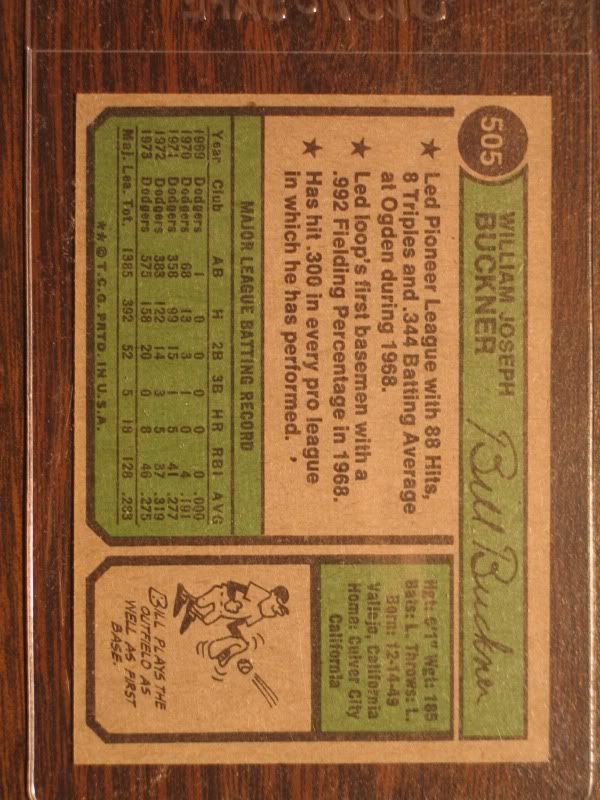 505
WILLIAM JOSEPH
BUCKNER
Bill Buckner
★ Led Pioneer League with 88 Hits,
8 Triples and .344 Batting Average
at Ogden during 1968.
★ Led loop's first basemen with a
.992 Fielding Percentage in 1968.
★ Has hit .300 in every pro league
in which he has performed.
MAJOR LEAGUE BATTING RECORD
Year Club AB H 2B 3B HR RBI AVG
1969 Dodgers 1 0 0 0 0 0 .000
1970 Dodgers 68 13 3 1 0 4 .191
1971 Dodgers 358 99 15 1 5 41 .277
1972 Dodgers 383 122 14 3 5 37 .319
1973 Dodgers 575 158 20 0 8 46 .275
Maj. Lea. Tot. 1385 392 52 5 18 128 .283
★★ © T.C.G. PRTD. IN U.S.A.
Hgt: 6'1" Wgt: 185
Bats: L. Throws: L.
Born: 12-14-49
Vallejo, California
Home: Culver City
California
BILL PLAYS THE
OUTFIELD AS
WELL AS FIRST
BASE.